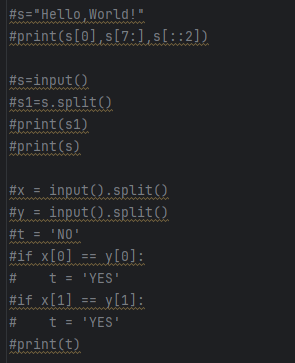 #s="Hello,World!"
#print(s[0],s[7:],s[::2])
#s=input()
#s1=s.split()
#print(s1)
#print(s)
#x = input().split()
#y = input().split()
#t = 'NO'
#if x[0] == y[0]:
#    t = 'YES'
#if x[1] == y[1]:
#    t = 'YES'
#print(t)